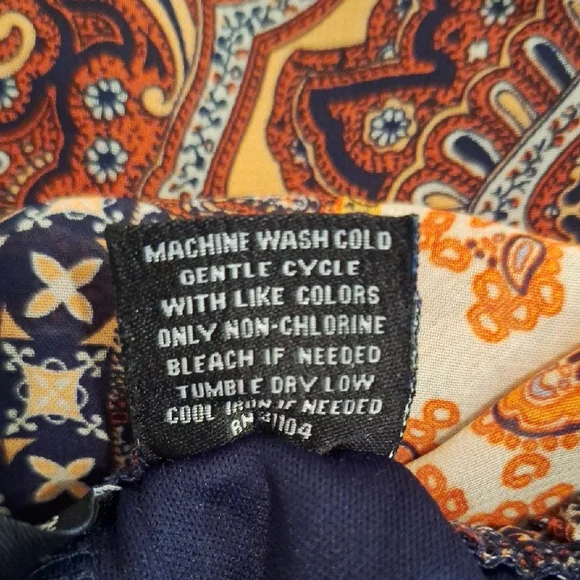 MACHINE WASH COLD
GENTLE CYCLE
WITH LIKE COLORS
ONLY NON-CHLORINE
BLEACH IF NEEDED
TUMBLE DRY LOW
COOL IRON IF NEEDED
RN